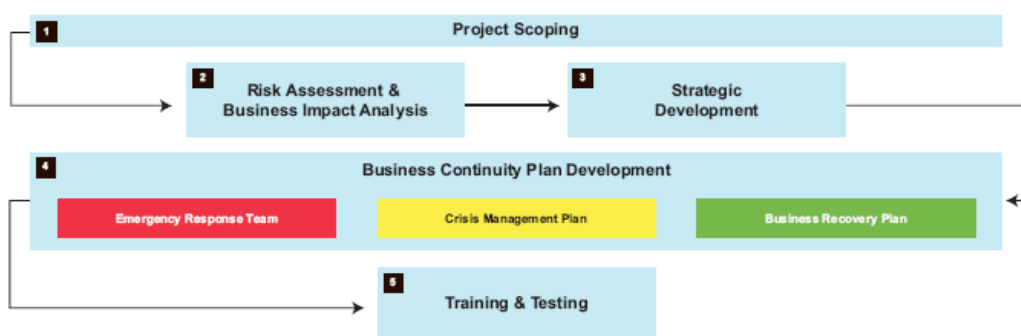 1
Project Scoping
2
Risk Assessment &
Business Impact Analysis
3
Strategic
Development
4
Business Continuity Plan Development
Emergency Response Team
Crisis Management Plan
Business Recovery Plan
5
Training & Testing